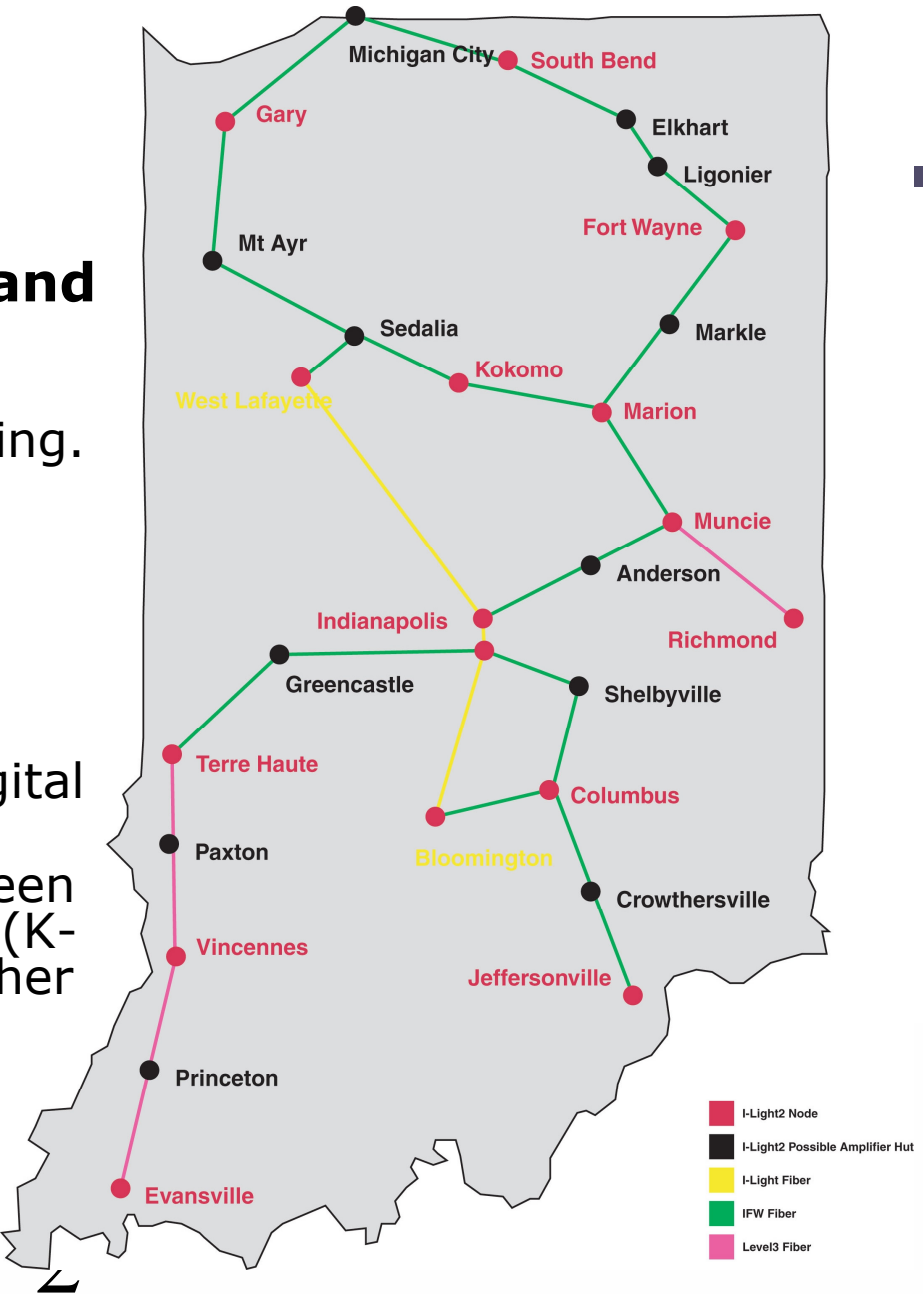 and
ing.
gital
een
(K-
her
Michigan City
South Bend
Gary
Elkhart
Ligonier
Fort Wayne
Mt Ayr
Sedalia
Markle
Kokomo
West Lafayette
Marion
Muncie
Anderson
Indianapolis
Richmond
Greencastle
Shelbyville
Terre Haute
Columbus
Paxton
Bloomington
Crowthersville
Vincennes
Jeffersonville
Princeton
Evansville
I-Light2 Node
I-Light2 Possible Amplifier Hut
I-Light Fiber
IFW Fiber
Level3 Fiber